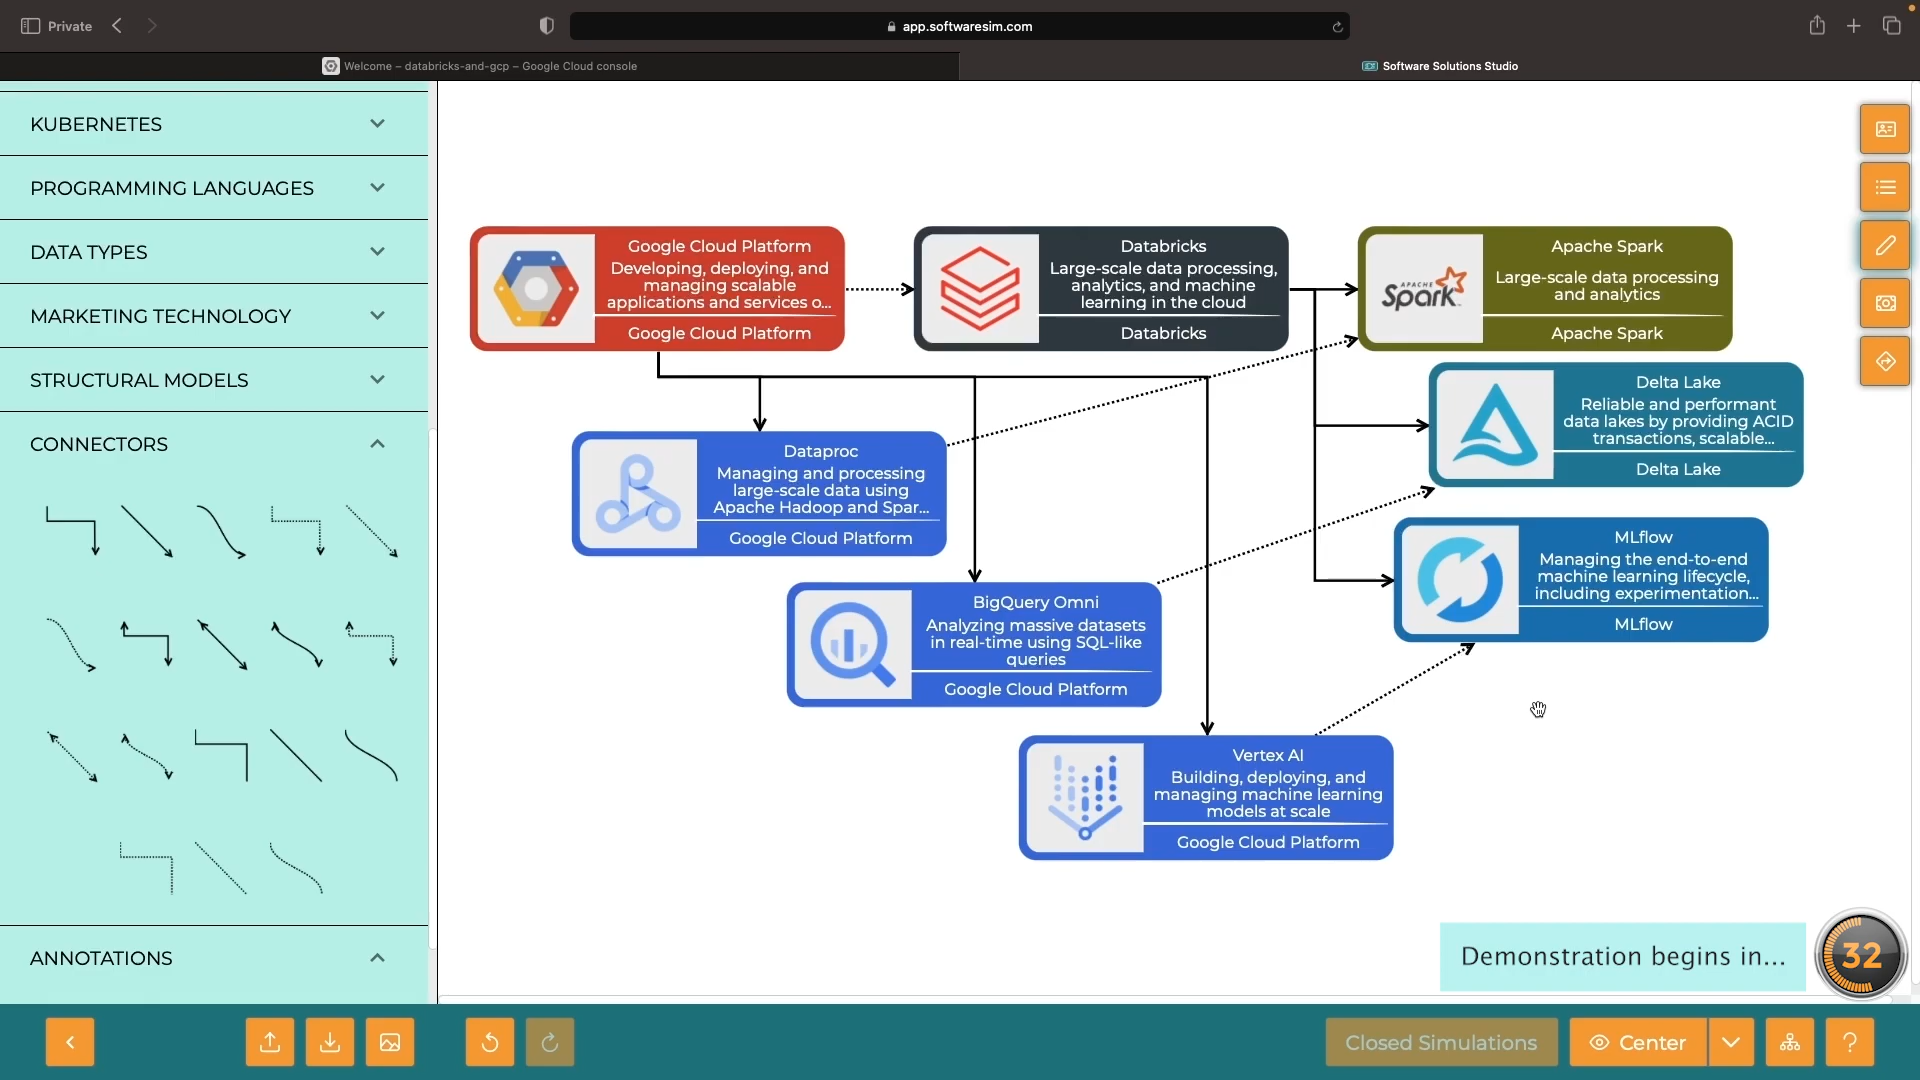 Private
app.softwaresim.com
Welcome – databricks-and-gcp – Google Cloud console
Software Solutions Studio
KUBERNETES
PROGRAMMING LANGUAGES
DATA TYPES
MARKETING TECHNOLOGY
STRUCTURAL MODELS
CONNECTORS
ANNOTATIONS
Google Cloud Platform
Developing, deploying, and
managing scalable
applications and services o...
Google Cloud Platform
Databricks
Large-scale data processing,
analytics, and machine
learning in the cloud
Databricks
APACHE
Spark
Apache Spark
Large-scale data processing
and analytics
Apache Spark
Delta Lake
Reliable and performant
data lakes by providing ACID
transactions, scalable...
Delta Lake
Dataproc
Managing and processing
large-scale data using
Apache Hadoop and Spar...
Google Cloud Platform
MLflow
Managing the end-to-end
machine learning lifecycle,
including experimentation...
MLflow
BigQuery Omni
Analyzing massive datasets
in real-time using SQL-like
queries
Google Cloud Platform
Vertex AI
Building, deploying, and
managing machine learning
models at scale
Google Cloud Platform
Demonstration begins in...
32
Closed Simulations
Center
?